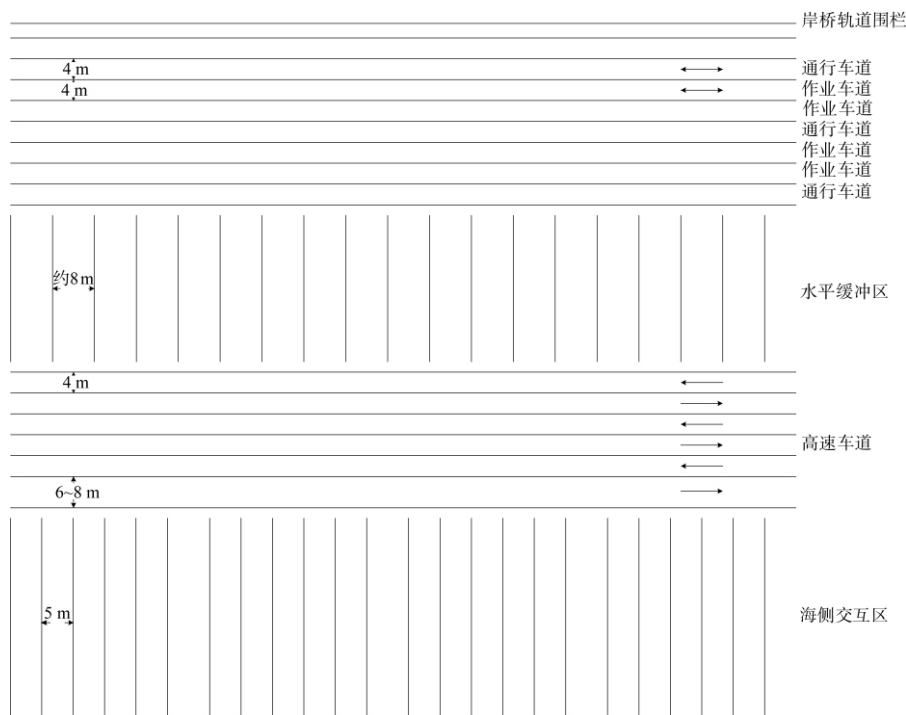 岸桥轨道围栏
4 m
通行车道
4 m
作业车道
作业车道
通行车道
作业车道
作业车道
通行车道
约8 m
水平缓冲区
4 m
高速车道
6~8 m
5 m
海侧交互区